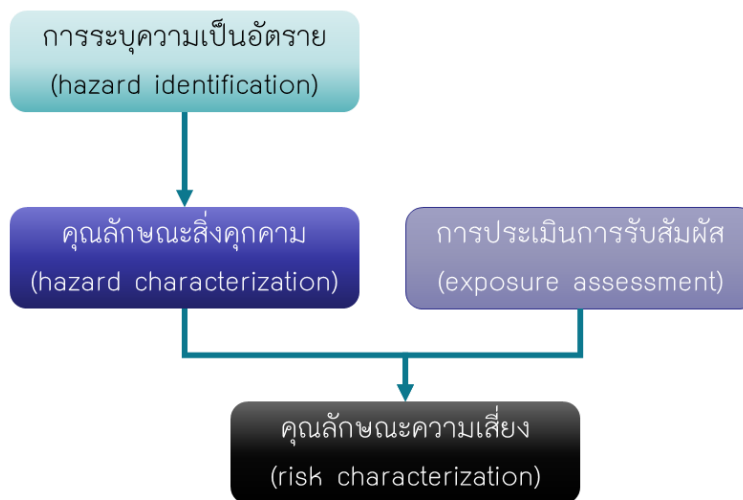 การระบุความเป็นอัตราย
(hazard identification)
คุณลักษณะสิ่งคุกคาม
(hazard characterization)
การประเมินการรับสัมผัส
(exposure assessment)
คุณลักษณะความเสี่ยง
(risk characterization)